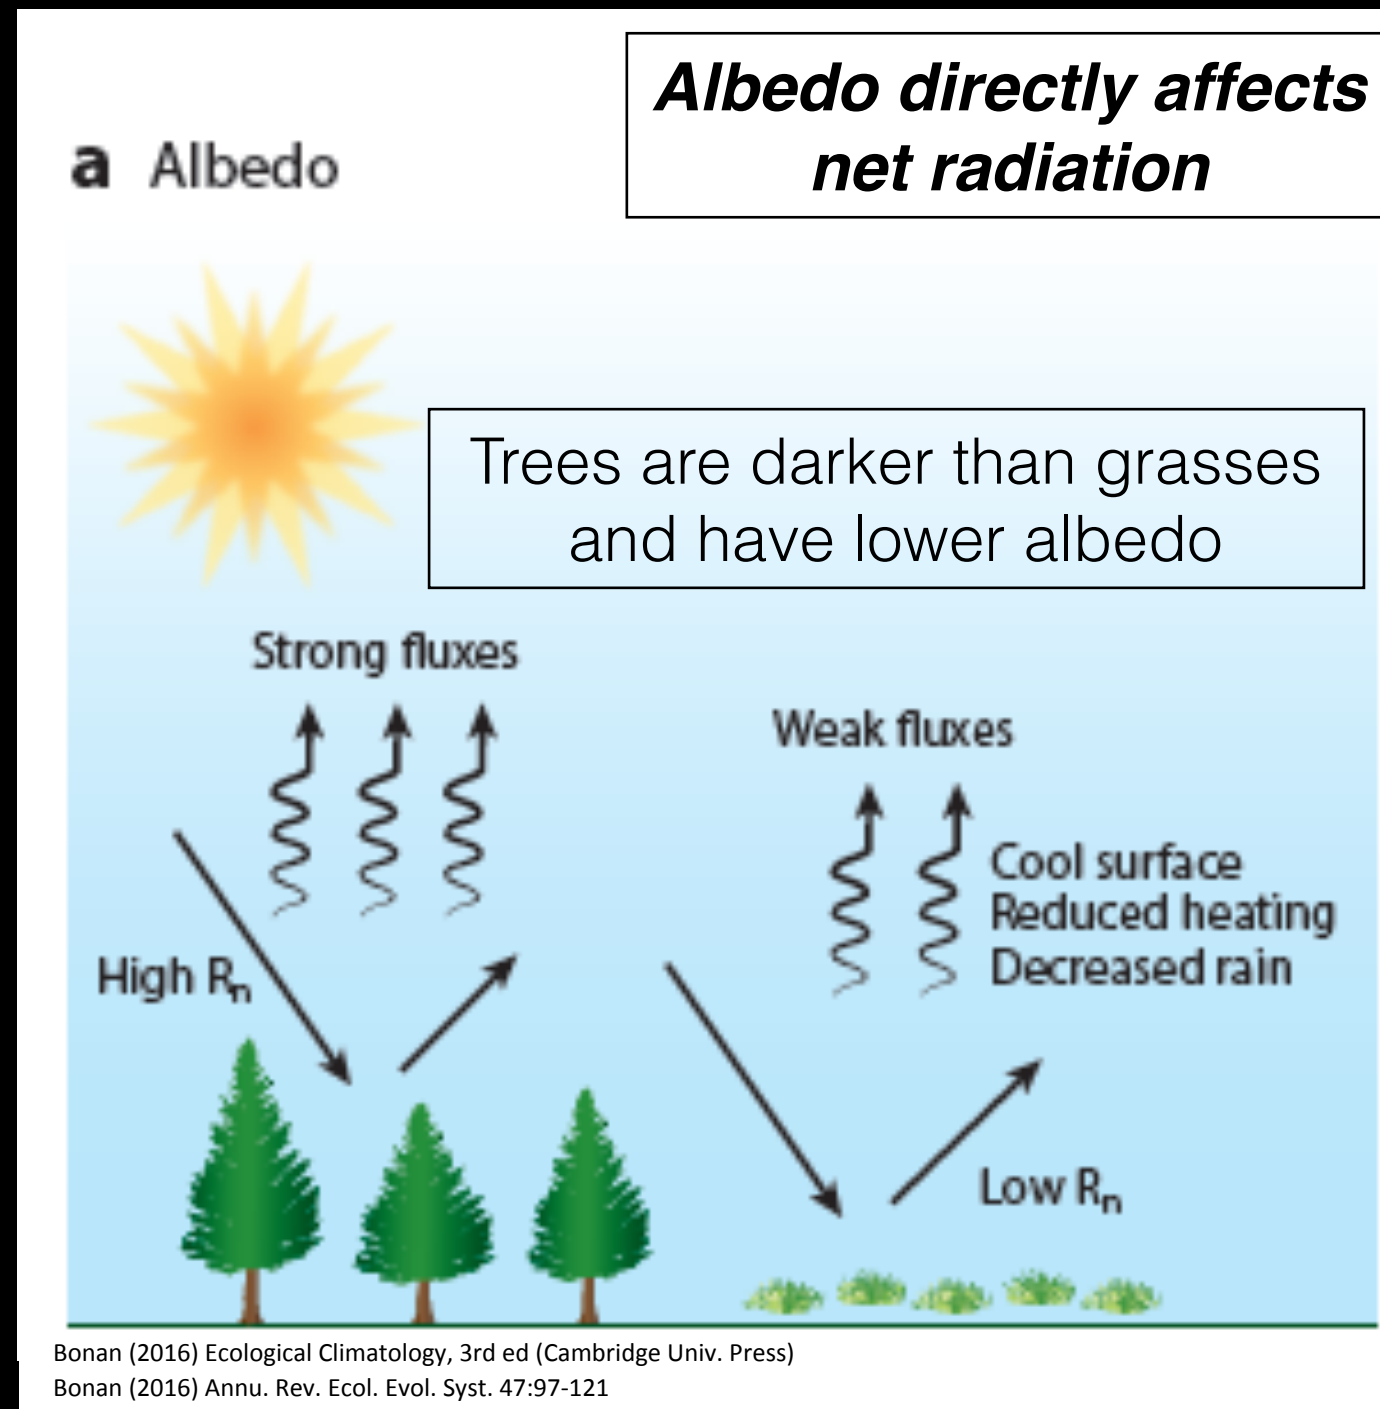 Albedo directly affects
net radiation
a Albedo
Trees are darker than grasses
and have lower albedo
Strong fluxes
Weak fluxes
Cool surface
Reduced heating
Decreased rain
High Rn
Low Rn
Bonan (2016) Ecological Climatology, 3rd ed (Cambridge Univ. Press)
Bonan (2016) Annu. Rev. Ecol. Evol. Syst. 47:97-121